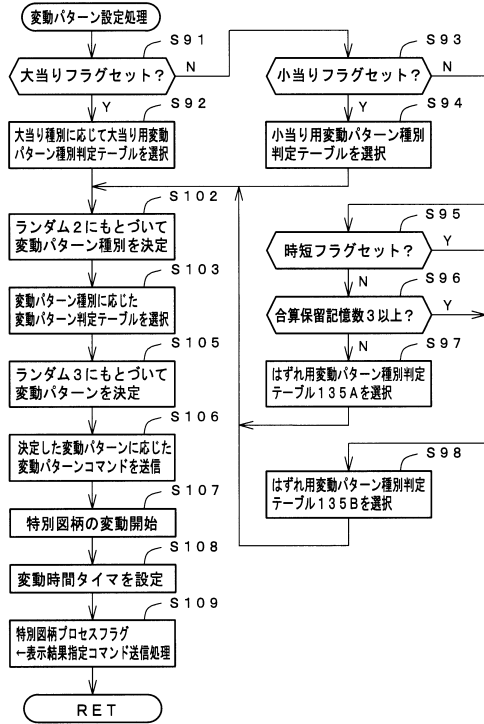 変動パターン設定処理
S91
大当りフラグセット?
N
Y
S92
大当り種別に応じて大当り用変動
パターン種別判定テーブルを選択
S93
小当りフラグセット?
N
Y
S94
小当り用変動パターン種別
判定テーブルを選択
S95
時短フラグセット?
Y
N
S96
合算保留記憶数3以上?
Y
N
S97
はずれ用変動パターン種別判定
テーブル135Aを選択
S98
はずれ用変動パターン種別判定
テーブル135Bを選択
S102
ランダム2にもとづいて
変動パターン種別を決定
S103
変動パターン種別に応じた
変動パターン判定テーブルを選択
S105
ランダム3にもとづいて
変動パターンを決定
S106
決定した変動パターンに応じた
変動パターンコマンドを送信
S107
特別図柄の変動開始
S108
変動時間タイマを設定
S109
特別図柄プロセスフラグ
←表示結果指定コマンド送信処理
RET